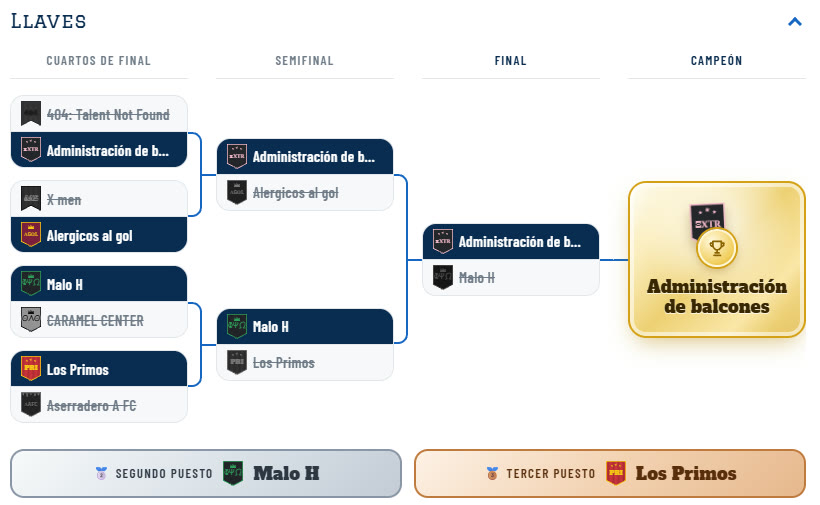 Llaves
CUARTOS DE FINAL
SEMIFINAL
FINAL
CAMPEÓN
404: Talent Not Found
Administración de b...
X men
Alergicos al gol
Malo H
CARAMEL CENTER
Los Primos
Aserradero A FC
Administración de b...
Alergicos al gol
Malo H
Los Primos
Administración de b...
Malo H
ΞXTR
Administración
de balcones
SEGUNDO PUESTO Malo H
TERCER PUESTO PRI Los Primos